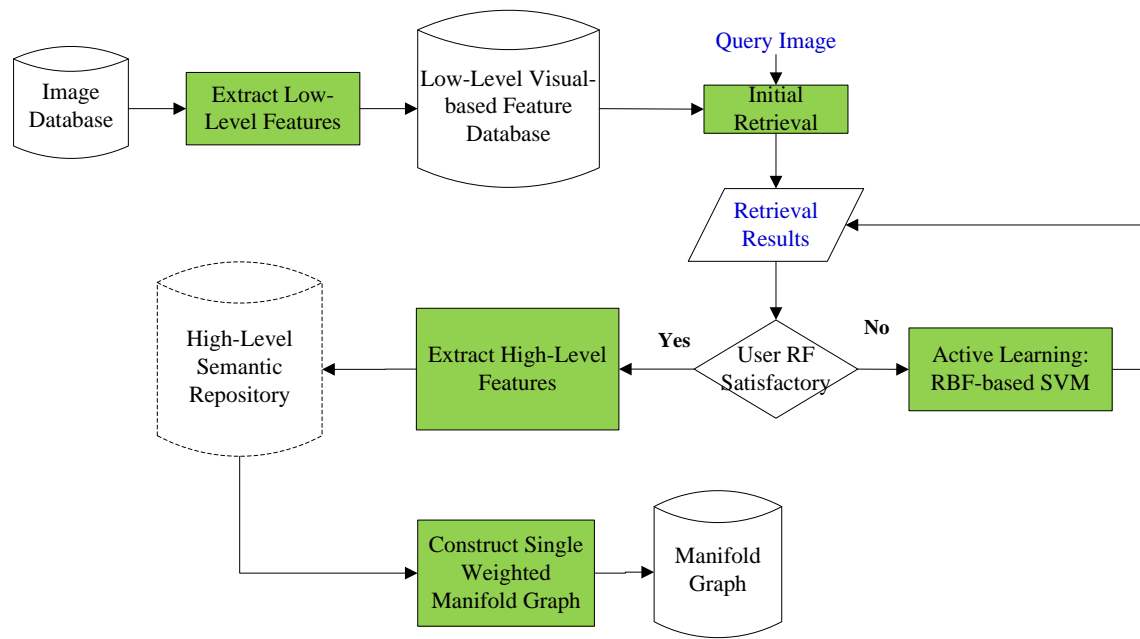 Image
Database
Extract Low-
Level Features
Low-Level Visual-
based Feature
Database
Query Image
Initial
Retrieval
Retrieval
Results
User RF
Satisfactory
Yes
No
Active Learning:
RBF-based SVM
Extract High-Level
Features
High-Level
Semantic
Repository
Construct Single
Weighted
Manifold Graph
Manifold
Graph